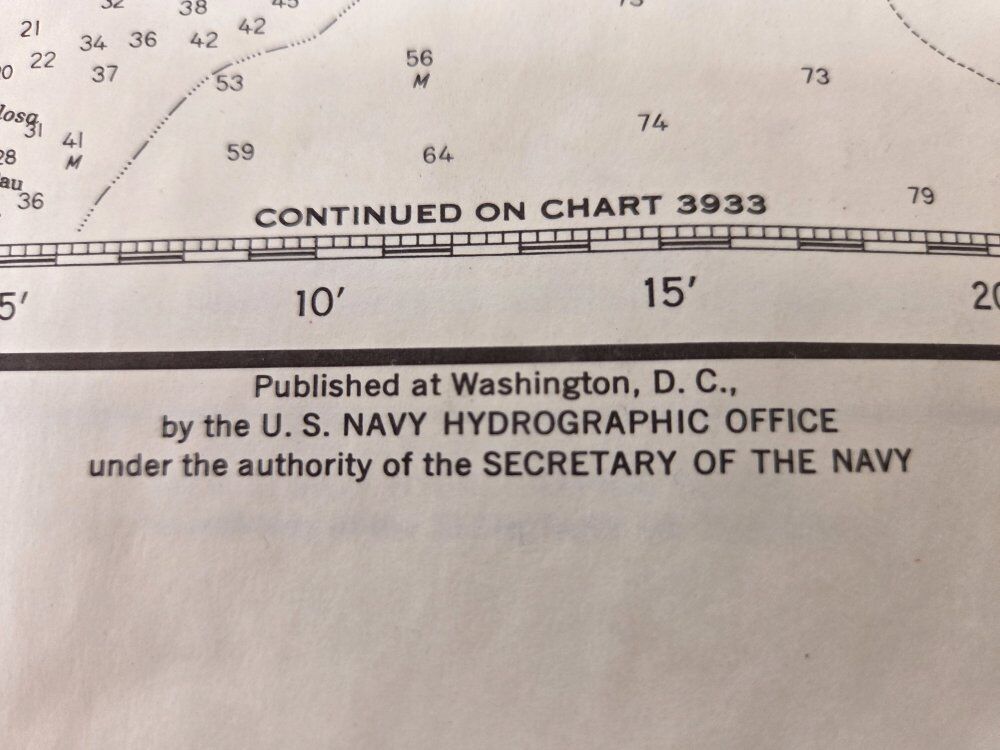 38
21 34 36 42 42
22 37 53 56 73
M
31 41 74
M
59 64
36 79
CONTINUED ON CHART 3933
10' 15'
Published at Washington, D. C.,
by the U. S. NAVY HYDROGRAPHIC OFFICE
under the authority of the SECRETARY OF THE NAVY